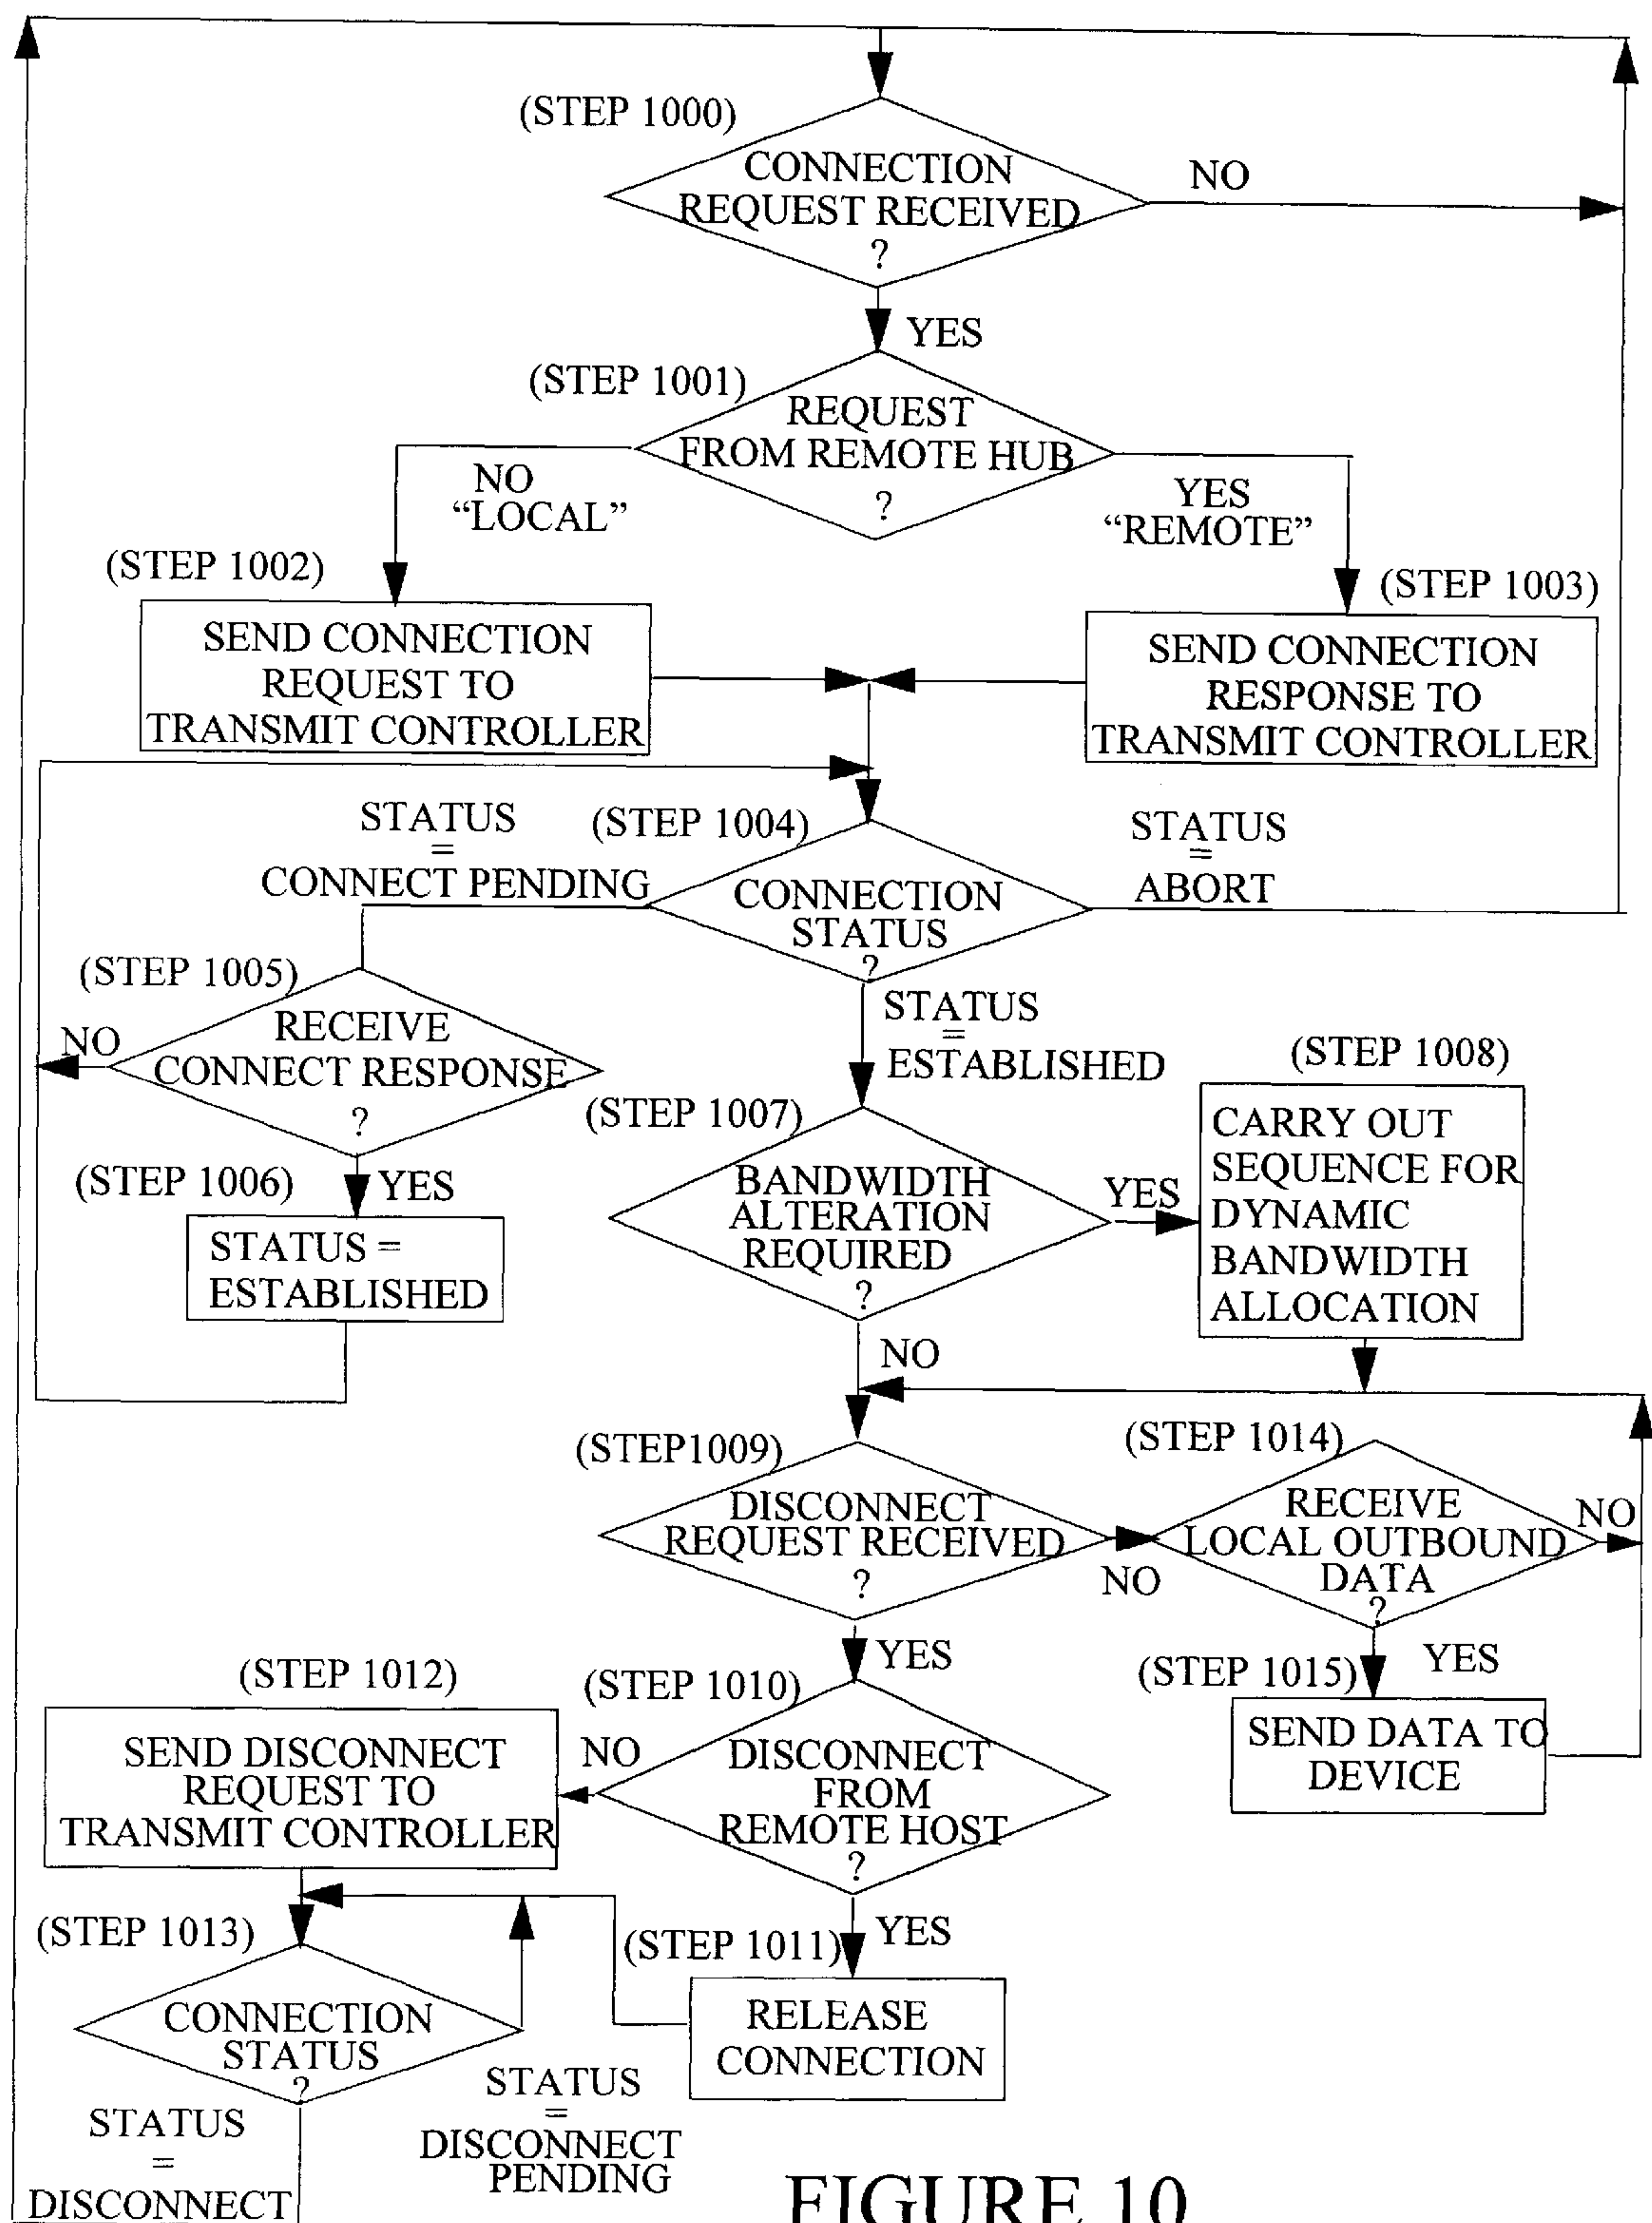 (STEP 1000)
CONNECTION
REQUEST RECEIVED
?
NO
YES
(STEP 1001)
REQUEST
FROM REMOTE HUB
?
NO
“LOCAL”
YES
“REMOTE”
(STEP 1002)
SEND CONNECTION
REQUEST TO
TRANSMIT CONTROLLER
(STEP 1003)
SEND CONNECTION
RESPONSE TO
TRANSMIT CONTROLLER
STATUS
=
CONNECT PENDING
(STEP 1004)
CONNECTION
STATUS
?
STATUS
=
ABORT
(STEP 1005)
RECEIVE
CONNECT RESPONSE
?
NO
STATUS
=
ESTABLISHED
(STEP 1006)
YES
STATUS =
ESTABLISHED
(STEP 1007)
BANDWIDTH
ALTERATION
REQUIRED
?
YES
(STEP 1008)
CARRY OUT
SEQUENCE FOR
DYNAMIC
BANDWIDTH
ALLOCATION
NO
(STEP1009)
DISCONNECT
REQUEST RECEIVED
?
NO
(STEP 1014)
RECEIVE
LOCAL OUTBOUND
DATA
?
NO
YES
(STEP 1015)
YES
SEND DATA TO
DEVICE
(STEP 1010)
DISCONNECT
FROM
REMOTE HOST
?
NO
(STEP 1012)
SEND DISCONNECT
REQUEST TO
TRANSMIT CONTROLLER
YES
(STEP 1011)
RELEASE
CONNECTION
(STEP 1013)
CONNECTION
STATUS
?
STATUS
=
DISCONNECT
PENDING
STATUS
=
DISCONNECT
FIGURE 10